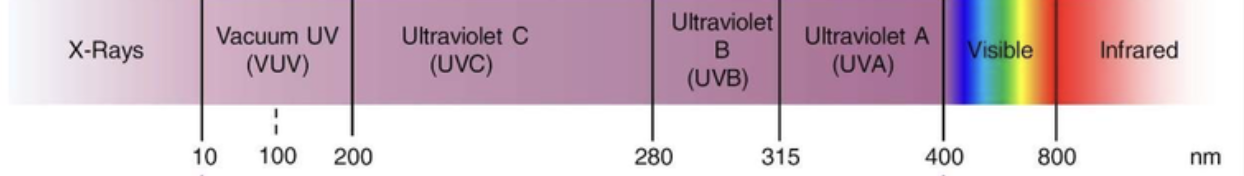 X-Rays
Vacuum UV
(VUV)
Ultraviolet C
(UVC)
Ultraviolet
B
(UVB)
Ultraviolet A
(UVA)
Visible
Infrared
10 100 200 280 315 400 800 nm